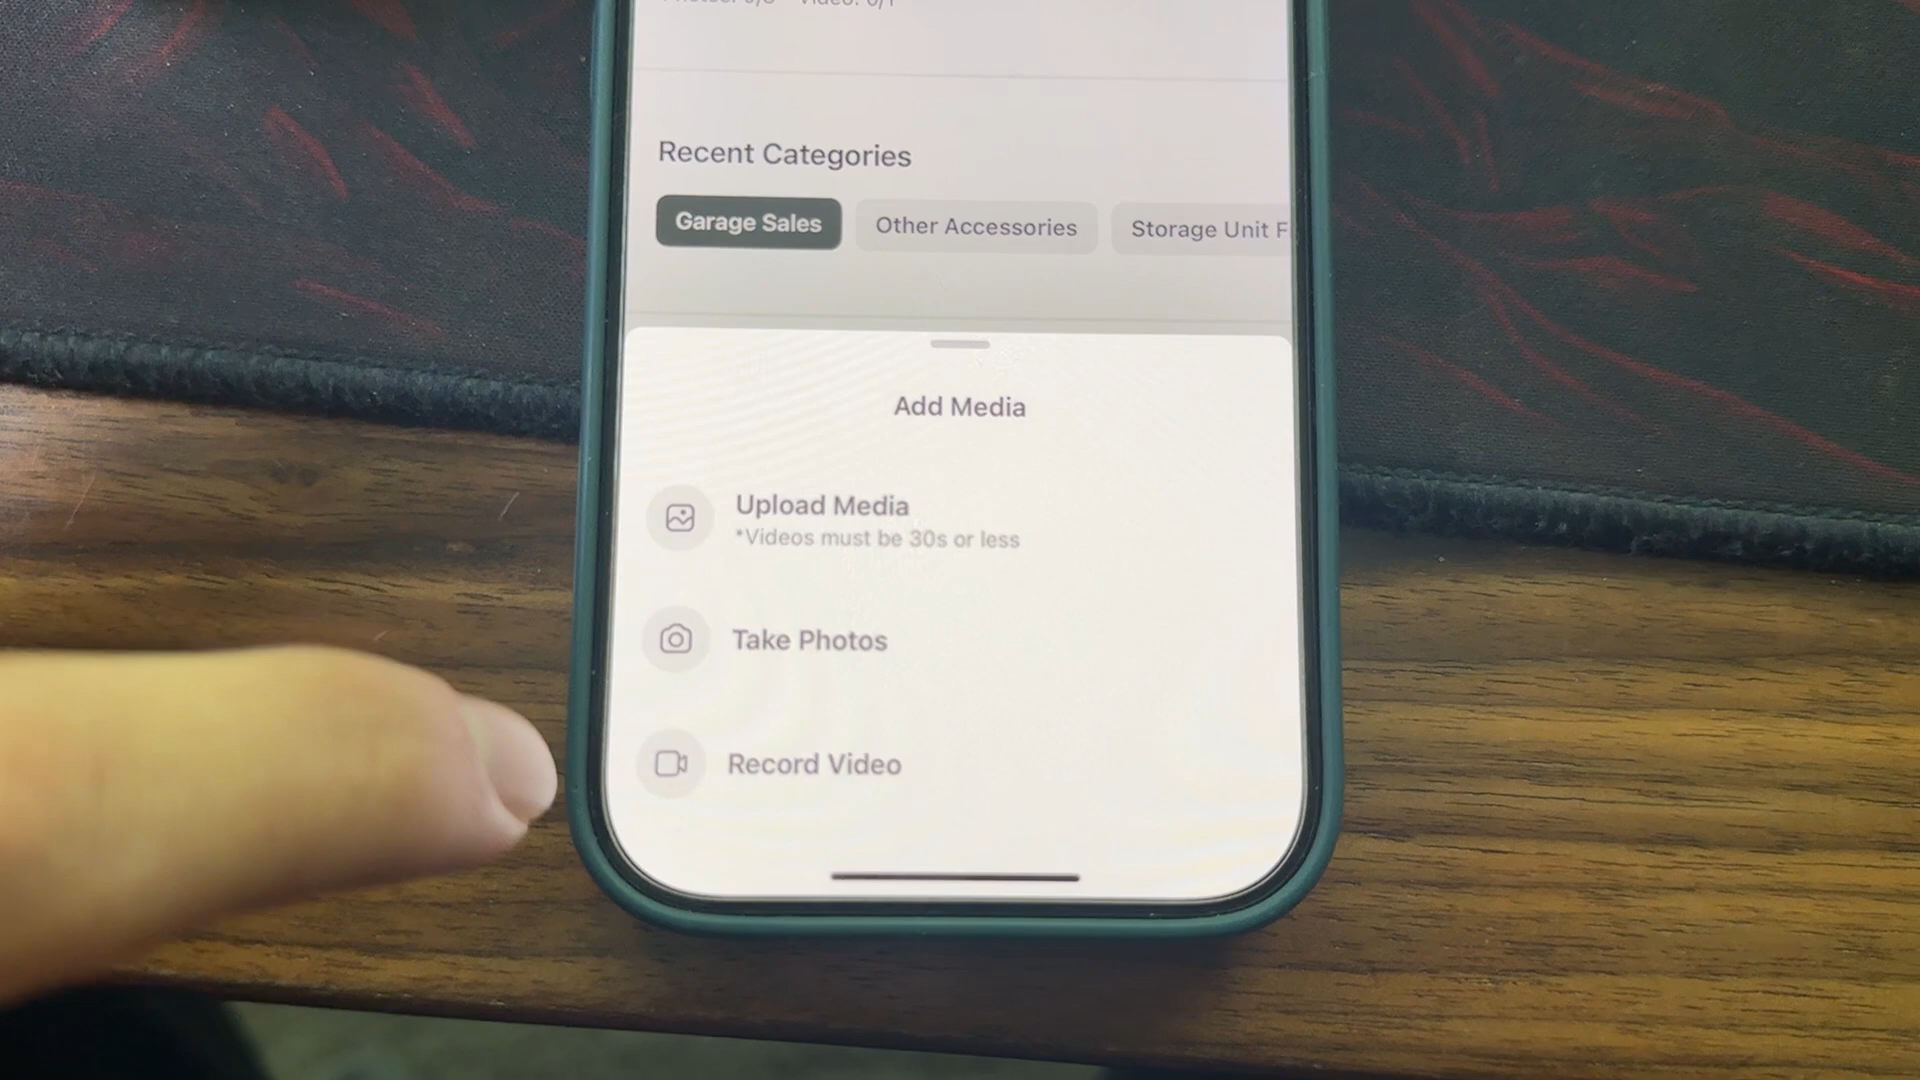 Recent Categories
Garage Sales Other Accessories Storage Unit F
Add Media
Upload Media
*Videos must be 30s or less
Take Photos
Record Video